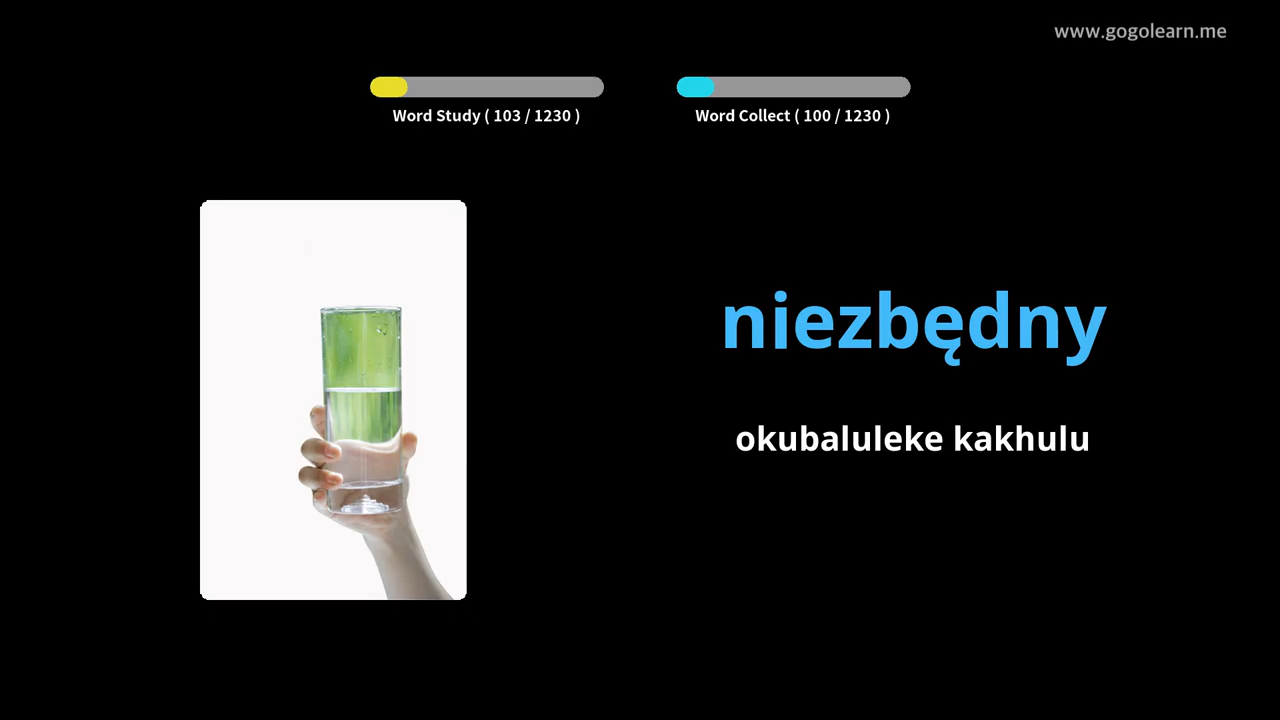 www.gogolearn.me
Word Study ( 103 / 1230 )
Word Collect ( 100 / 1230 )
niezbędny
okubaluleke kakhulu